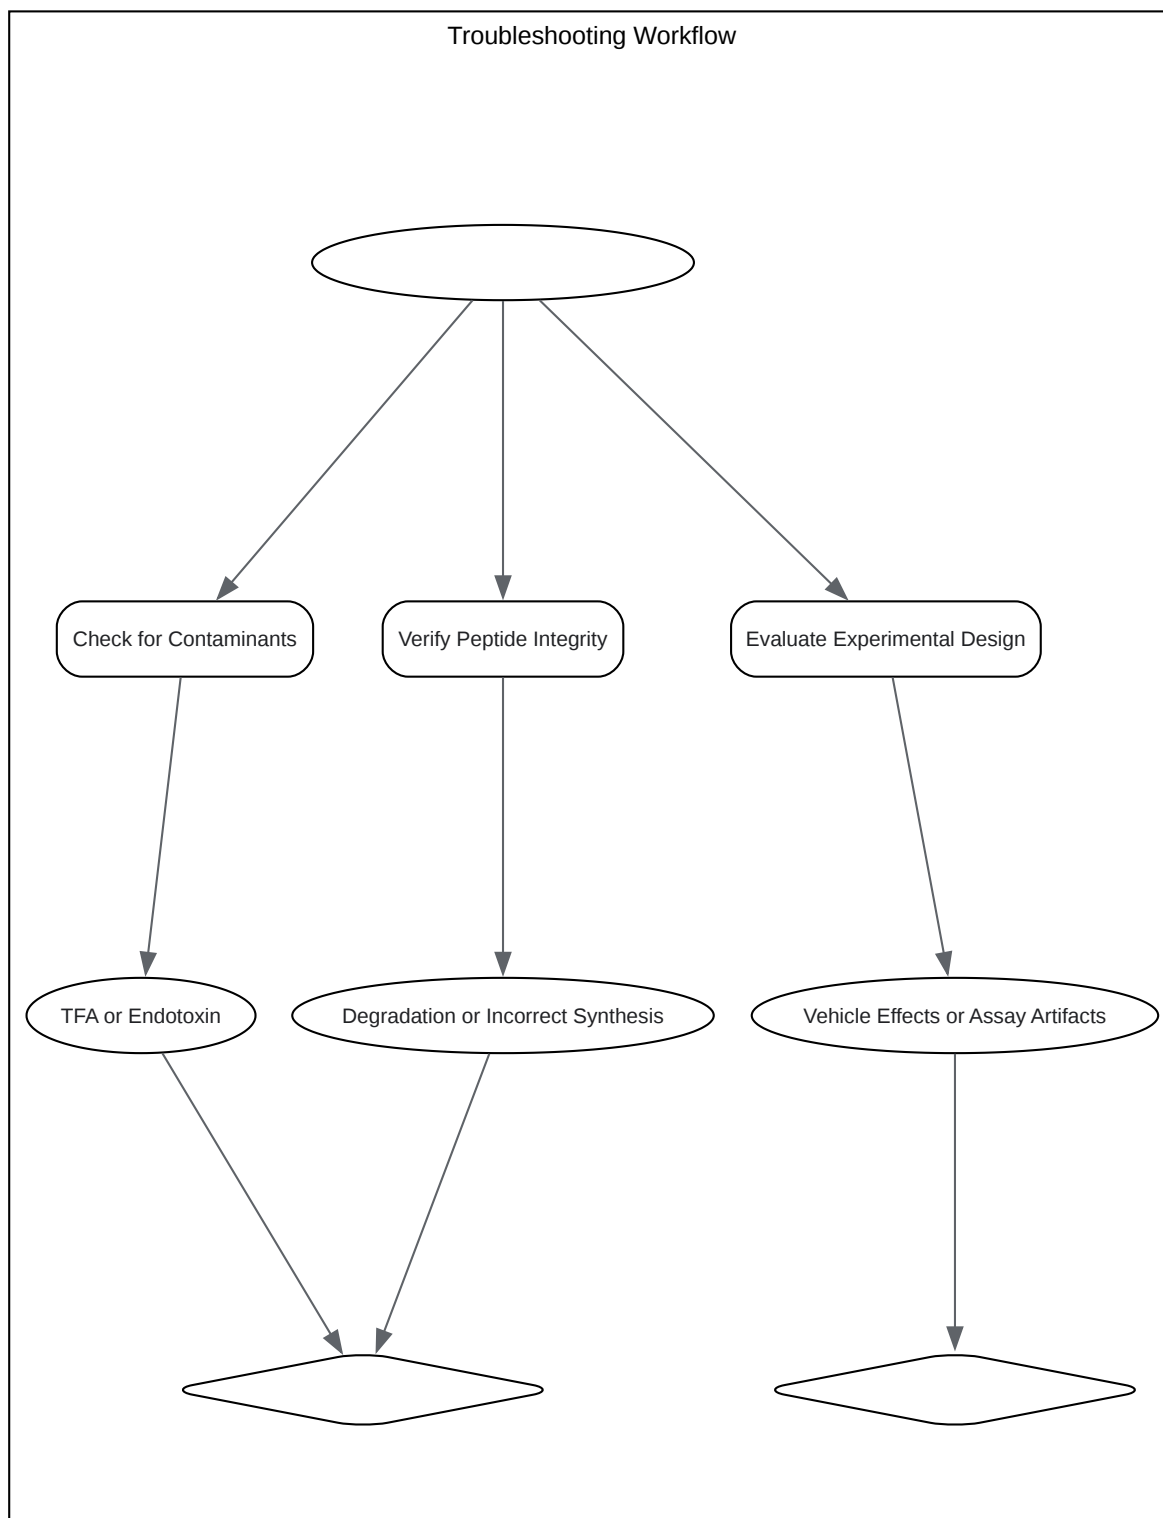 Troubleshooting Workflow
Check for Contaminants
Verify Peptide Integrity
Evaluate Experimental Design
TFA or Endotoxin
Degradation or Incorrect Synthesis
Vehicle Effects or Assay Artifacts